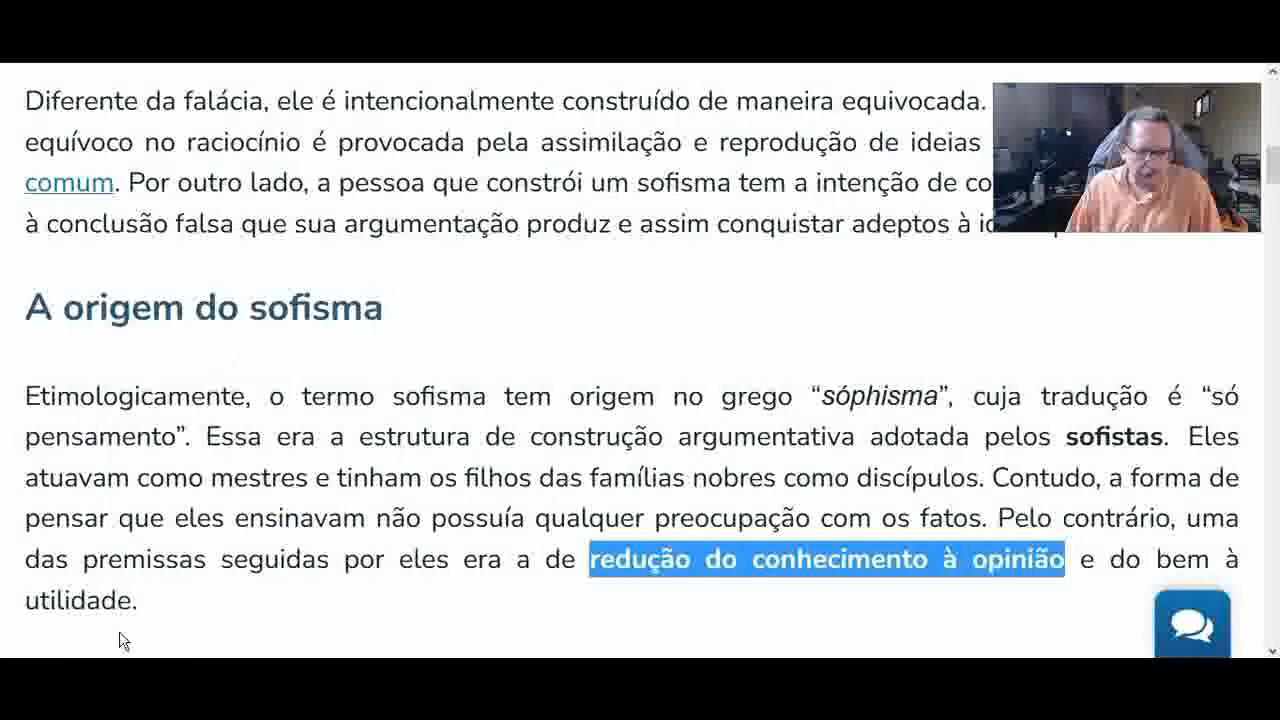 Diferente da falácia, ele é intencionalmente construído de maneira equivocada.
equívoco no raciocínio é provocada pela assimilação e reprodução de ideias
comum. Por outro lado, a pessoa que constrói um sofisma tem a intenção de co
à conclusão falsa que sua argumentação produz e assim conquistar adeptos à
A origem do sofisma
Etimologicamente, o termo sofisma tem origem no grego “sóphisma”, cuja tradução é “só
pensamento”. Essa era a estrutura de construção argumentativa adotada pelos sofistas. Eles
atuavam como mestres e tinham os filhos das famílias nobres como discípulos. Contudo, a forma de
pensar que eles ensinavam não possuía qualquer preocupação com os fatos. Pelo contrário, uma
das premissas seguidas por eles era a de redução do conhecimento à opinião e do bem à
utilidade.